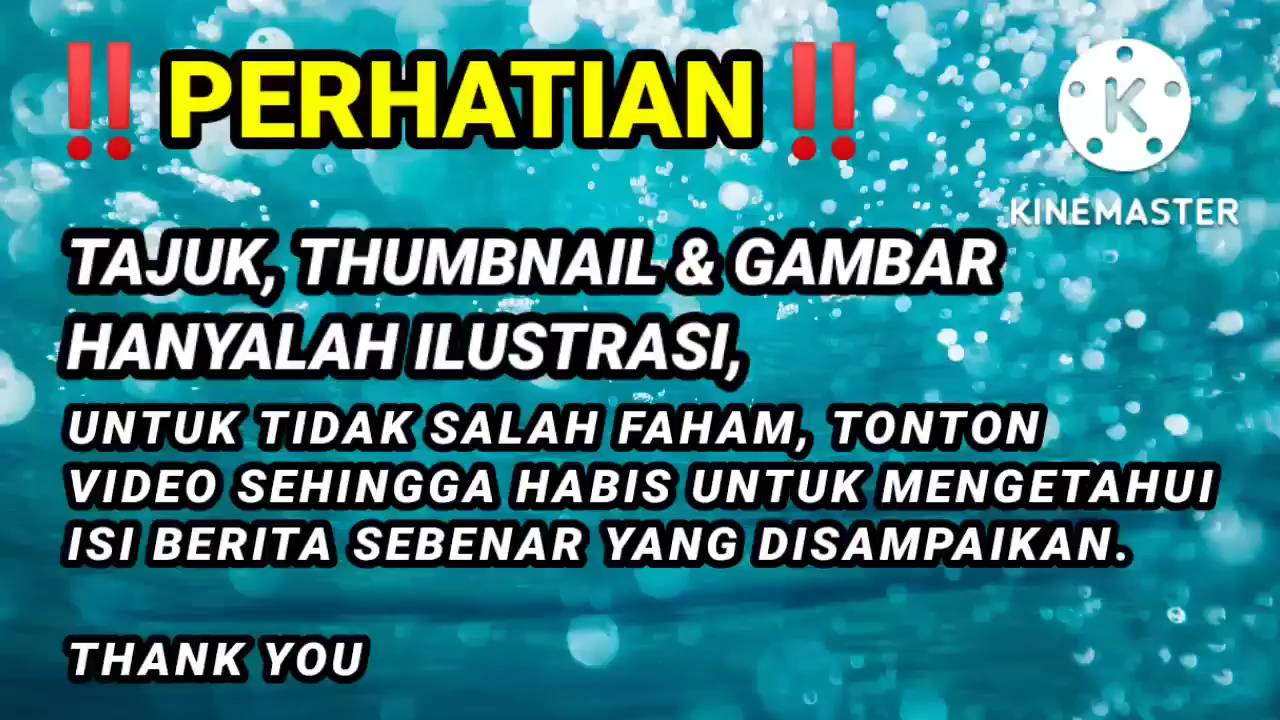 ‼️PERHATIAN‼️
K
KINEMASTER
TAJUK, THUMBNAIL & GAMBAR
HANYALAH ILUSTRASI,
UNTUK TIDAK SALAH FAHAM, TONTON
VIDEO SEHINGGA HABIS UNTUK MENGETAHUI
ISI BERITA SEBENAR YANG DISAMPAIKAN.
THANK YOU